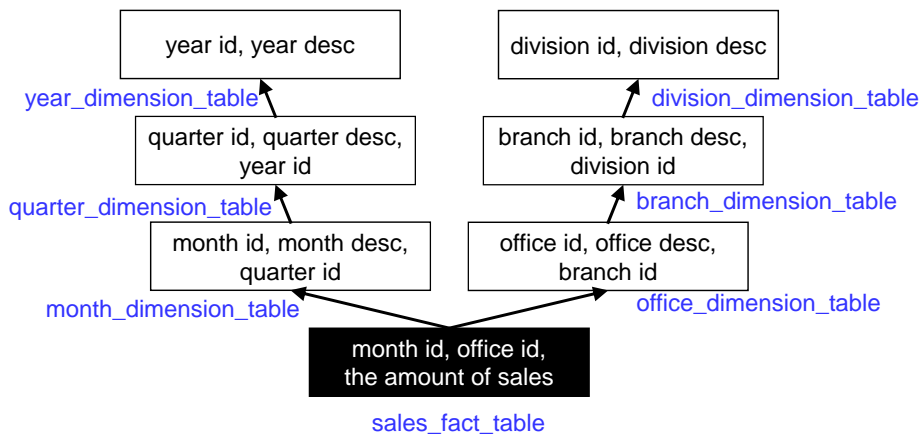 year id, year desc
division id, division desc
year_dimension_table
division_dimension_table
quarter id, quarter desc,
year id
branch id, branch desc,
division id
quarter_dimension_table
branch_dimension_table
month id, month desc,
quarter id
office id, office desc,
branch id
month_dimension_table
office_dimension_table
month id, office id,
the amount of sales
sales_fact_table